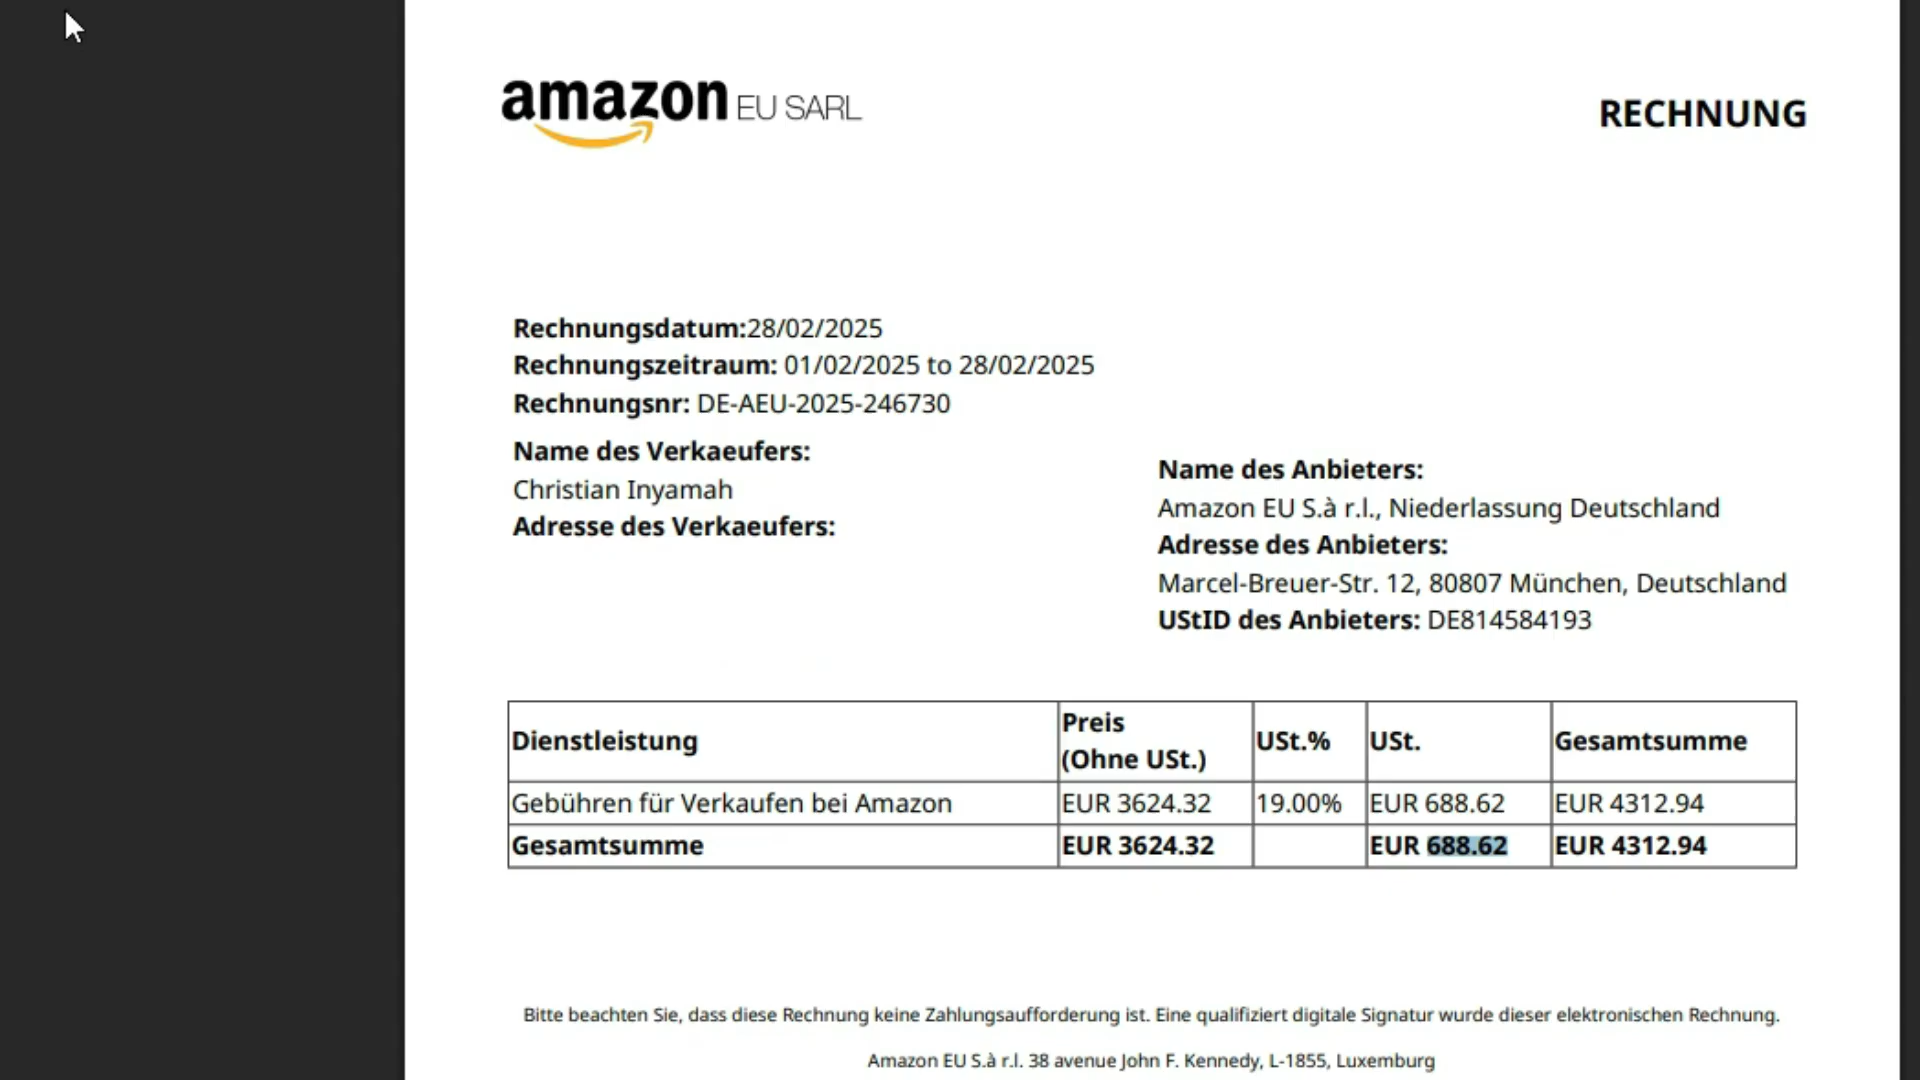 amazon EU SARL
RECHNUNG
Rechnungsdatum:28/02/2025
Rechnungszeitraum: 01/02/2025 to 28/02/2025
Rechnungsnr: DE-AEU-2025-246730
Name des Verkaeufers:
Christian Inyamah
Adresse des Verkaeufers:
Name des Anbieters:
Amazon EU S.à r.l., Niederlassung Deutschland
Adresse des Anbieters:
Marcel-Breuer-Str. 12, 80807 München, Deutschland
UStID des Anbieters: DE814584193
Dienstleistung Preis (Ohne USt.) USt.% USt. Gesamtsumme
Gebühren für Verkaufen bei Amazon EUR 3624.32 19.00% EUR 688.62 EUR 4312.94
Gesamtsumme EUR 3624.32 EUR 688.62 EUR 4312.94
Bitte beachten Sie, dass diese Rechnung keine Zahlungsaufforderung ist. Eine qualifiziert digitale Signatur wurde dieser elektronischen Rechnung.
Amazon EU S.à r.l. 38 avenue John F. Kennedy, L-1855, Luxemburg